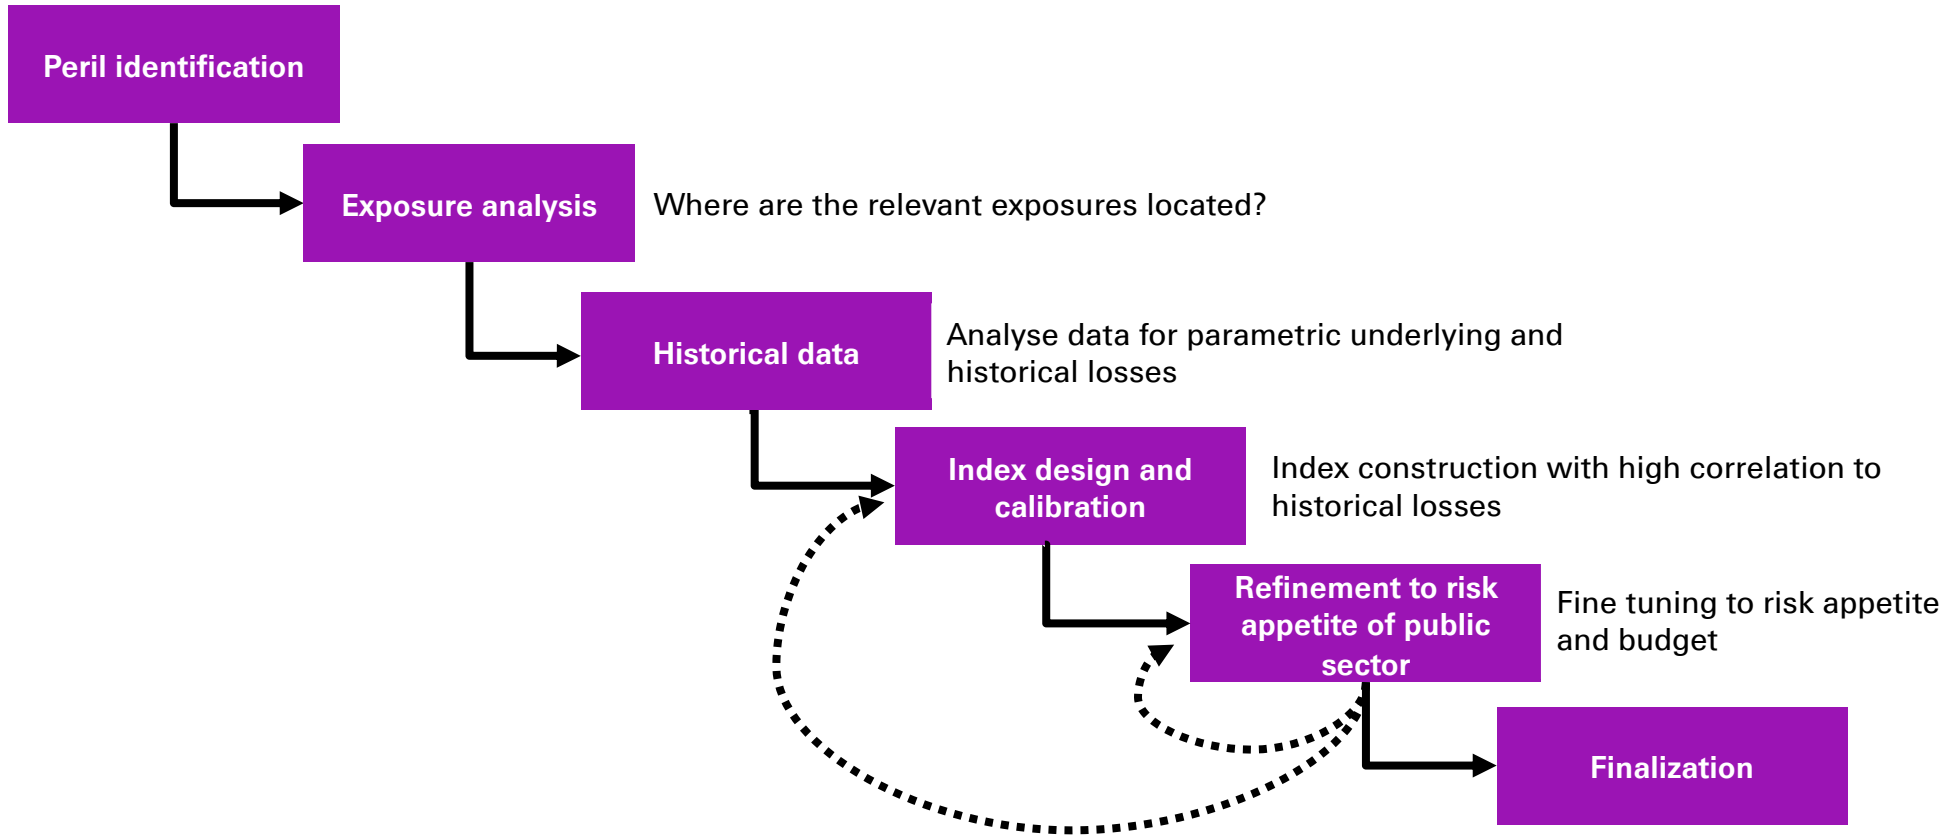 Peril identification
Exposure analysis
Where are the relevant exposures located?
Historical data
Analyse data for parametric underlying and
historical losses
Index design and
calibration
Index construction with high correlation to
historical losses
Refinement to risk
appetite of public
sector
Fine tuning to risk appetite
and budget
Finalization